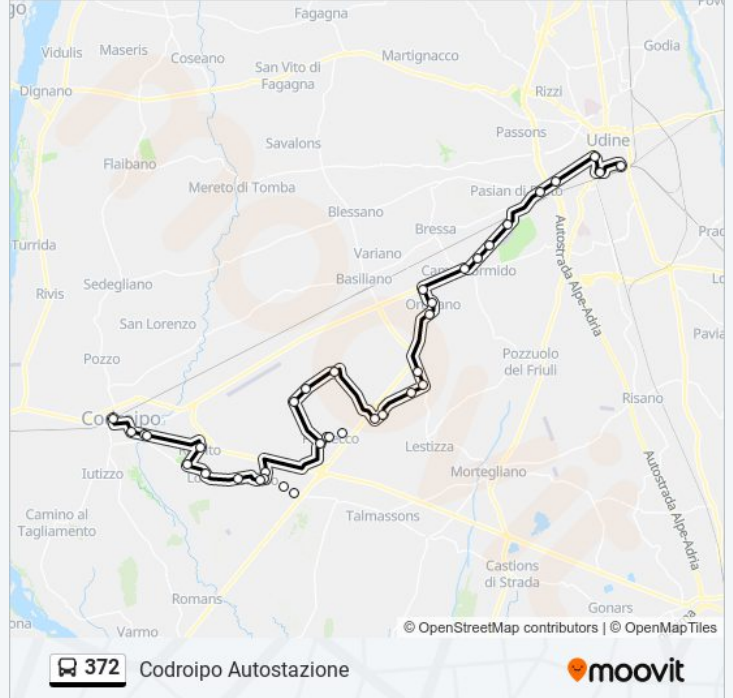 go
Fagagna
Vidulis
Maseris
Coseano
Martignacco
Godia
San Vito di
Fagagna
Dignano
Rizzi
Passons
Udine
Savalons
Flaibano
Mereto di Tomba
Pasian di
Blessano
Bressa
Turrida
Variano
Autostrada Alpe-Adria
Sedegliano
Basiliano
Rivis
San Lorenzo
Pavia
Pozzo
Pozzuolo
del Friuli
Risano
Lestizza
Iutizzo
Mortegliano
Autostrada Alpe-Adria
Camino al
Tagliamento
Talmassons
Castions
di Strada
Romans
Gonars
Varmo
© OpenStreetMap contributors | © OpenMapTiles
372 Codroipo Autostazione
moovit